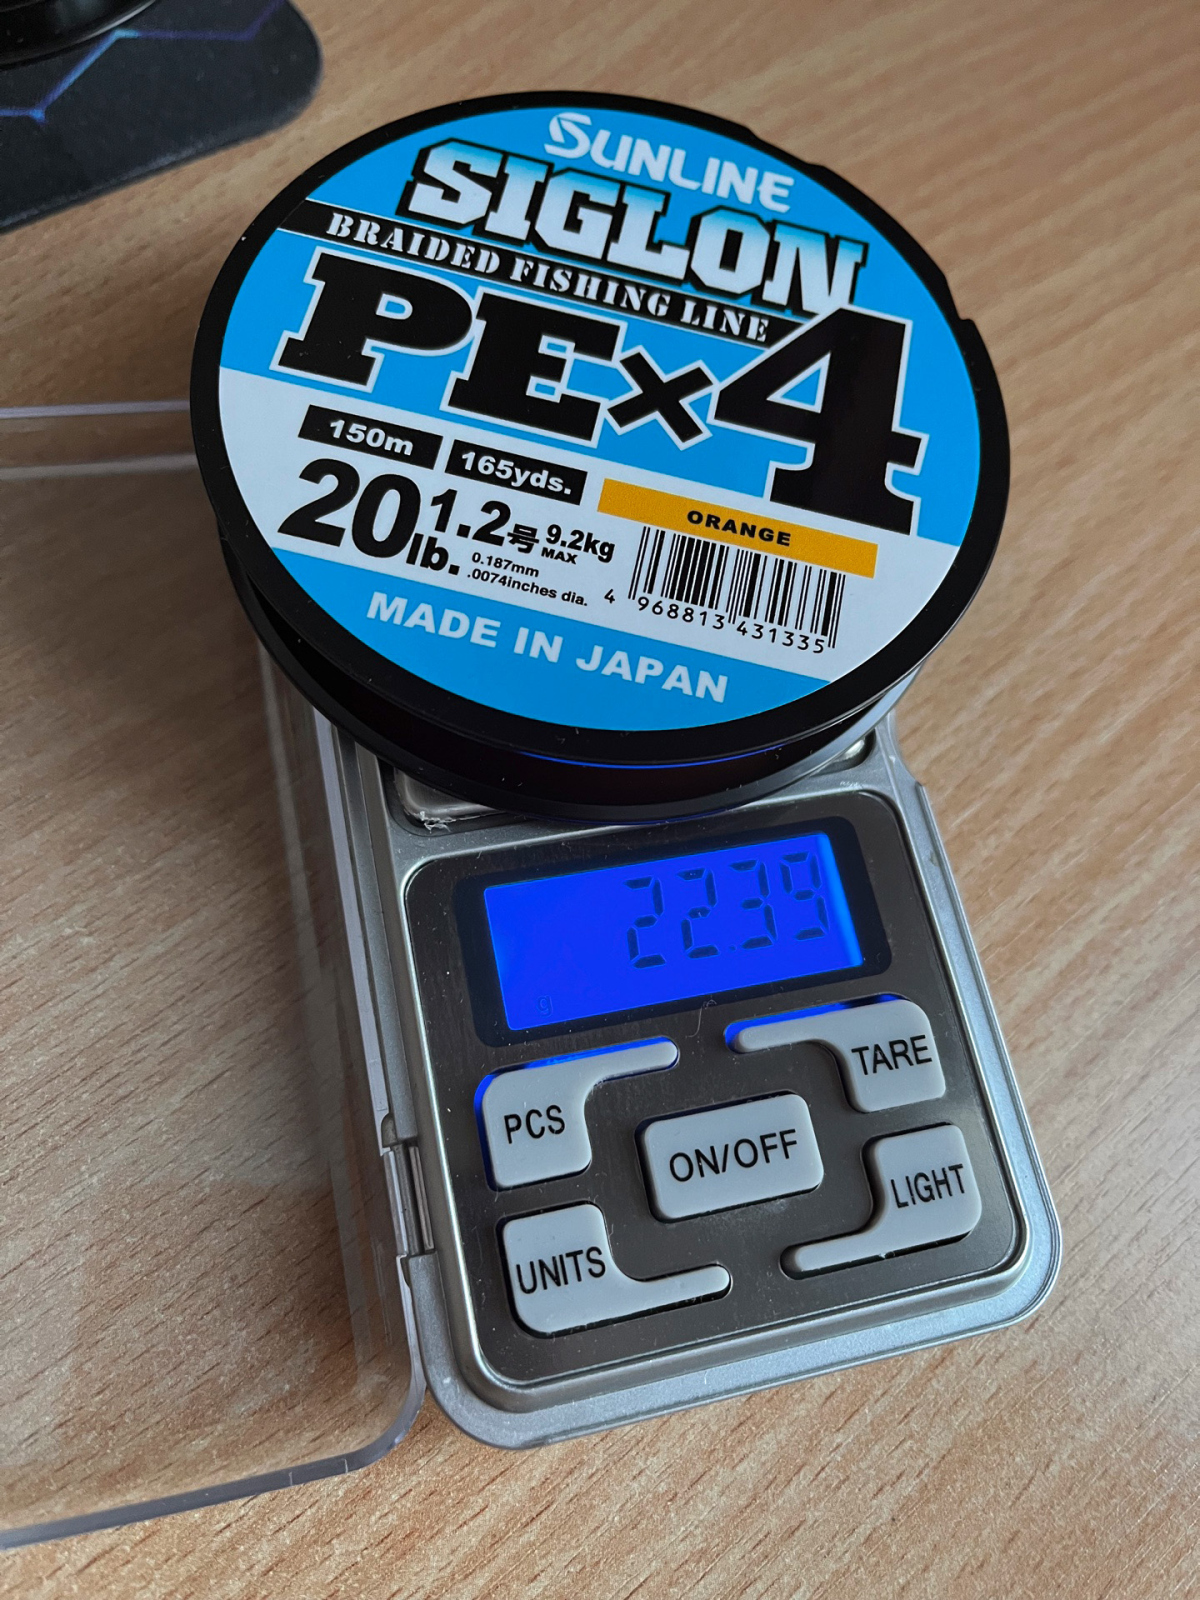 SUNLINE
SIGLON
BRAIDED FISHING LINE
PE×4
150m 165yds.
ORANGE
20lb. 1.2号 9.2kg MAX
0.187mm
.0074inches dia.
4 968813 431335
MADE IN JAPAN
22.39
g
PCS
TARE
ON/OFF
UNITS
LIGHT